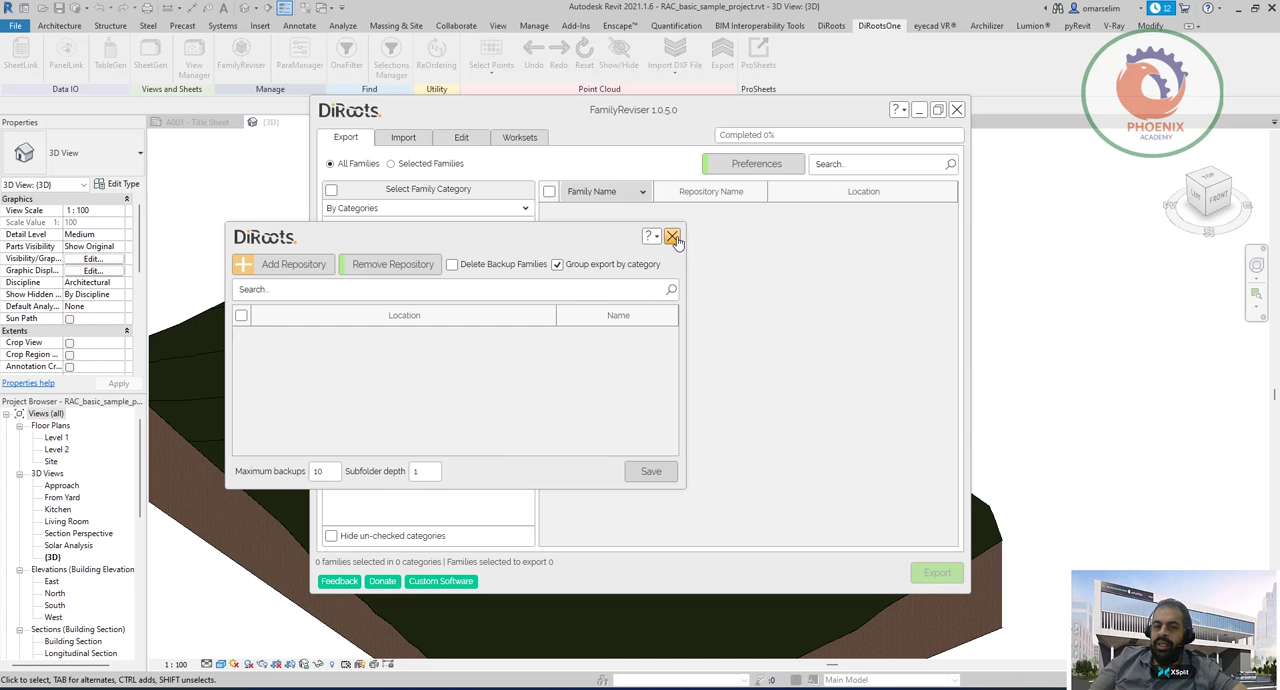 Autodesk Revit 2021.1.6 - RAC_basic_sample_project.rvt - 3D View: {3D}
omarselim
12
File
Architecture
Structure
Steel
Precast
Systems
Insert
Annotate
Analyze
Massing & Site
Collaborate
View
Manage
Add-Ins
Enscape™
Quantification
BIM Interoperability Tools
DiRoots
DiRootsOne
eyecad VR®
Archilizer
Lumion®
pyRevit
V-Ray
Modify
SheetLink
PanelLink
TableGen
SheetGen
View Manager
FamilyReviser
ParaManager
OneFilter
Selections Manager
ReOrdering
Select Points
Undo
Redo
Reset
Show/Hide
Import DXF File
Export
ProSheets
Data IO
Views and Sheets
Manage
Find
Utility
Point Cloud
ProSheets
PHOENIX
ACADEMY
Properties
A001 - Title Sheet
{3D}
3D View
3D View: {3D}
Edit Type
Graphics
View Scale 1 : 100
Scale Value 1: 100
Detail Level Medium
Parts Visibility Show Original
Visibility/Grap... Edit...
Graphic Displ... Edit...
Discipline Architectural
Show Hidden ... By Discipline
Default Analy... None
Sun Path
Extents
Crop View
Crop Region ...
Annotation Cr...
Properties help
Apply
Project Browser - RAC_basic_sample_p...
Views (all)
Floor Plans
Level 1
Level 2
Site
3D Views
Approach
From Yard
Kitchen
Living Room
Section Perspective
Solar Analysis
{3D}
Elevations (Building Elevation
East
North
South
West
Sections (Building Section)
Building Section
Longitudinal Section
DiRoots.
FamilyReviser 1.0.5.0
?
Export
Import
Edit
Worksets
Completed 0%
All Families
Selected Families
Preferences
Search..
Select Family Category
By Categories
Family Name
Repository Name
Location
DiRoots.
?
Add Repository
Remove Repository
Delete Backup Families
Group export by category
Search..
Location
Name
Maximum backups 10
Subfolder depth 1
Save
Hide un-checked categories
0 families selected in 0 categories | Families selected to export 0
Feedback
Donate
Custom Software
Export
FRONT
XSplit
1 : 100
Click to select, TAB for alternates, CTRL adds, SHIFT unselects.
:0
Main Model